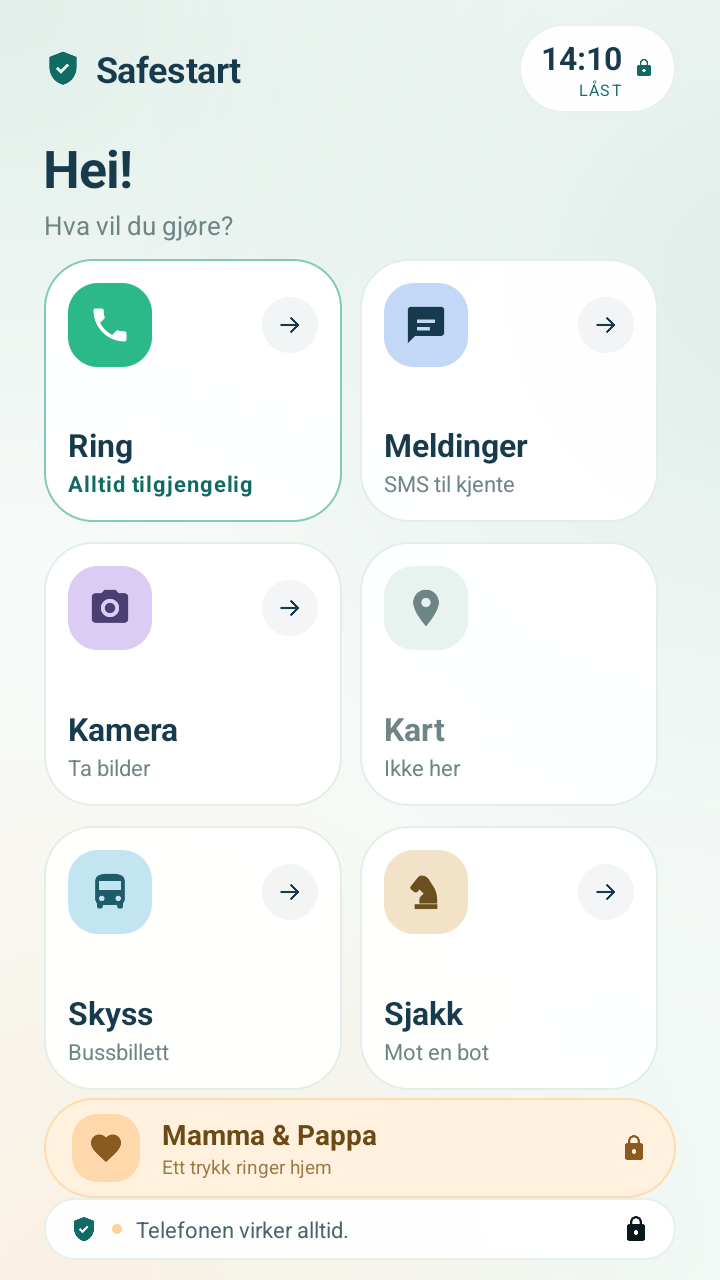 Safestart
14:10
LÅST
Hei!
Hva vil du gjøre?
Ring
Alltid tilgjengelig
Meldinger
SMS til kjente
Kamera
Ta bilder
Kart
Ikke her
Skyss
Bussbillett
Sjakk
Mot en bot
Mamma & Pappa
Ett trykk ringer hjem
Telefonen virker alltid.